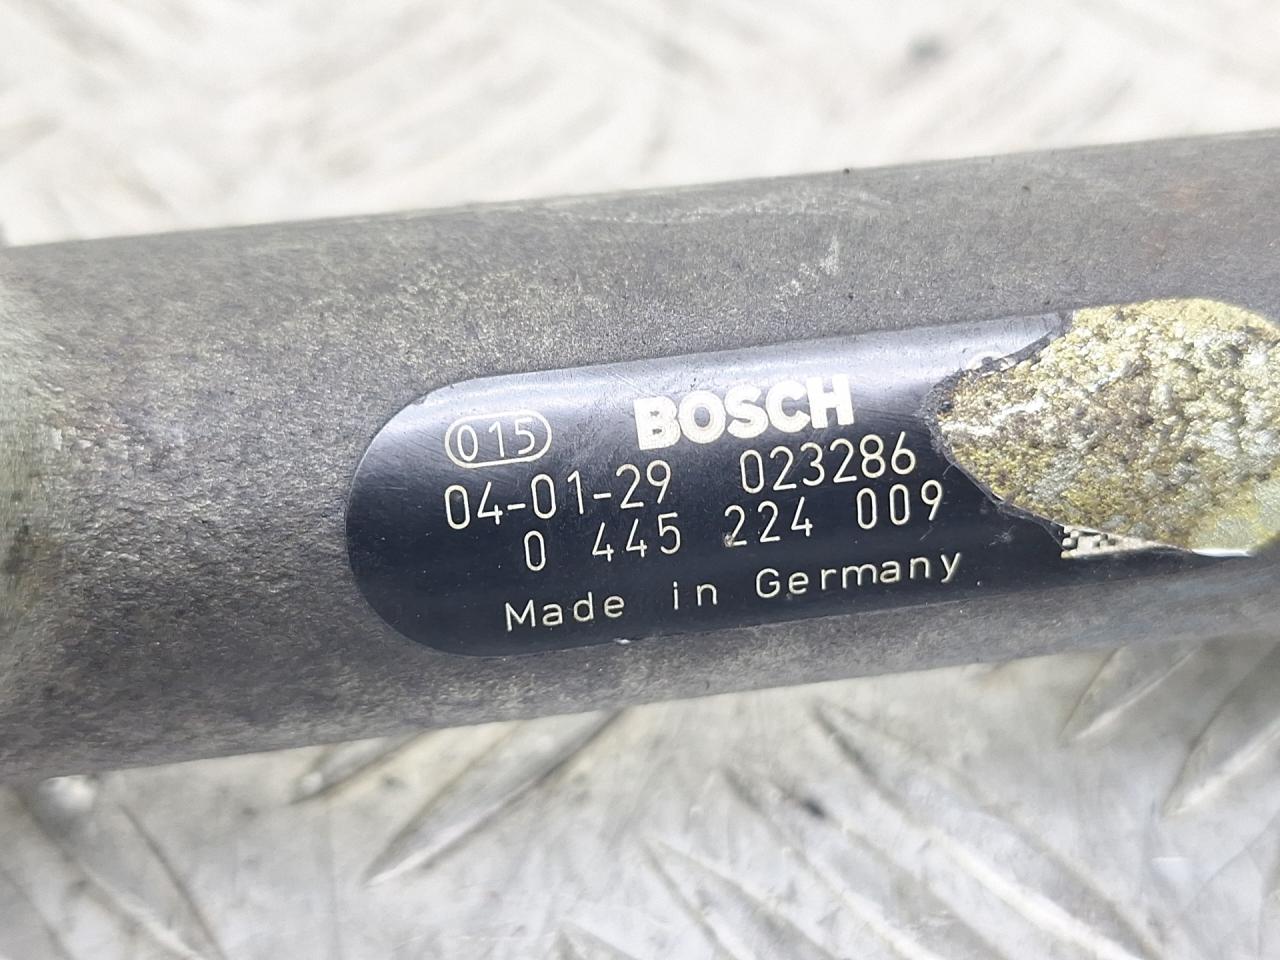 015 BOSCH
04-01-29 023286
0 445 224 009
Made in Germany